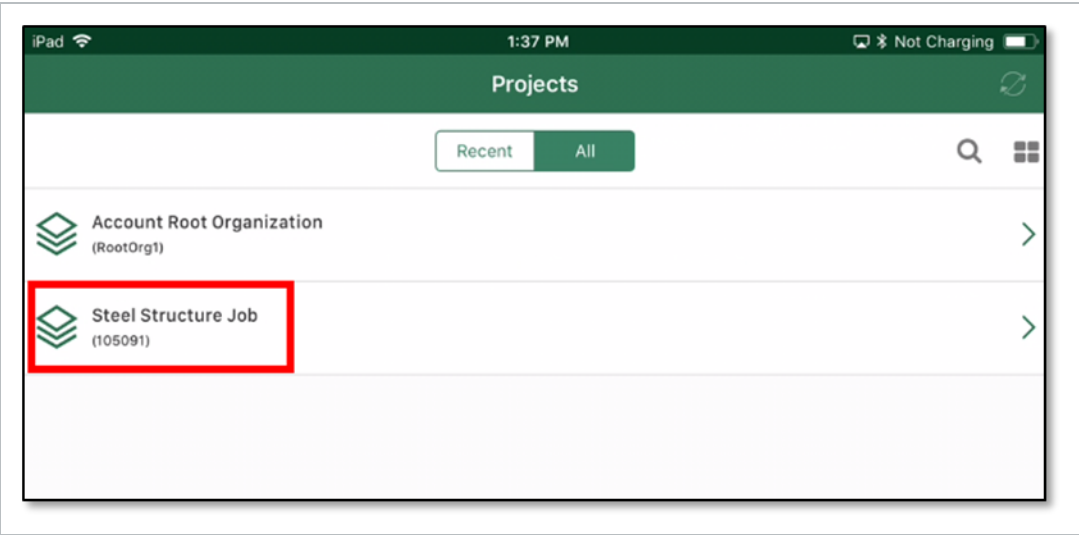 iPad 1:37 PM Not Charging
Projects
Recent All
Account Root Organization
(RootOrg1)
Steel Structure Job
(105091)